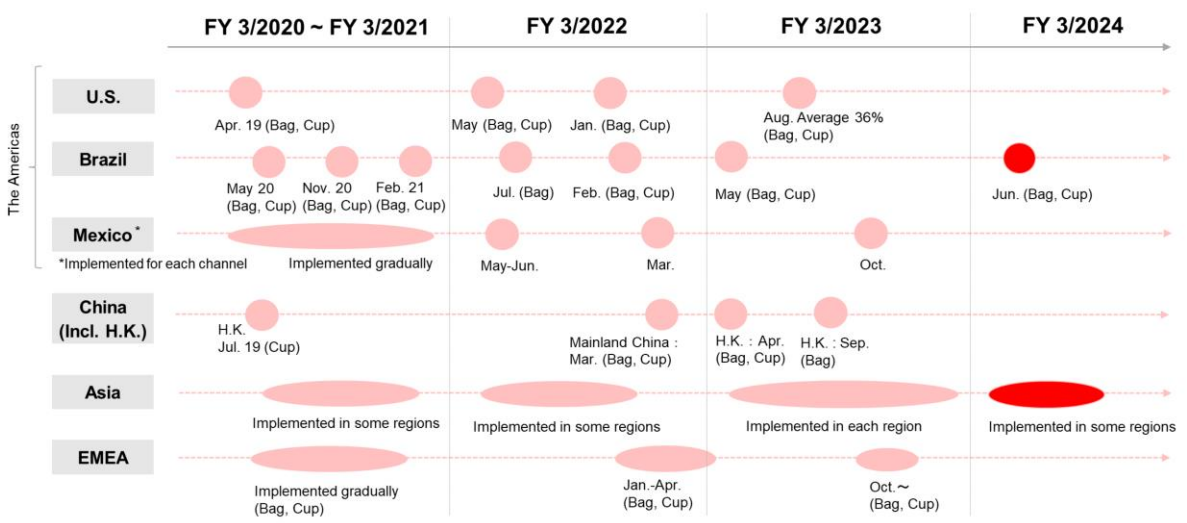 FY 3/2020 ~ FY 3/2021
FY 3/2022
FY 3/2023
FY 3/2024
The Americas
U.S.
Apr. 19 (Bag, Cup)
May (Bag, Cup)
Jan. (Bag, Cup)
Aug. Average 36%
(Bag, Cup)
Brazil
May 20
(Bag, Cup)
Nov. 20
(Bag, Cup)
Feb. 21
(Bag, Cup)
Jul. (Bag)
Feb. (Bag, Cup)
May (Bag, Cup)
Jun. (Bag, Cup)
Mexico*
*Implemented for each channel
Implemented gradually
May-Jun.
Mar.
Oct.
China
(Incl. H.K.)
H.K.
Jul. 19 (Cup)
Mainland China :
Mar. (Bag, Cup)
H.K. : Apr.
(Bag, Cup)
H.K. : Sep.
(Bag)
Asia
Implemented in some regions
Implemented in some regions
Implemented in each region
Implemented in some regions
EMEA
Implemented gradually
(Bag, Cup)
Jan.-Apr.
(Bag, Cup)
Oct.～
(Bag, Cup)